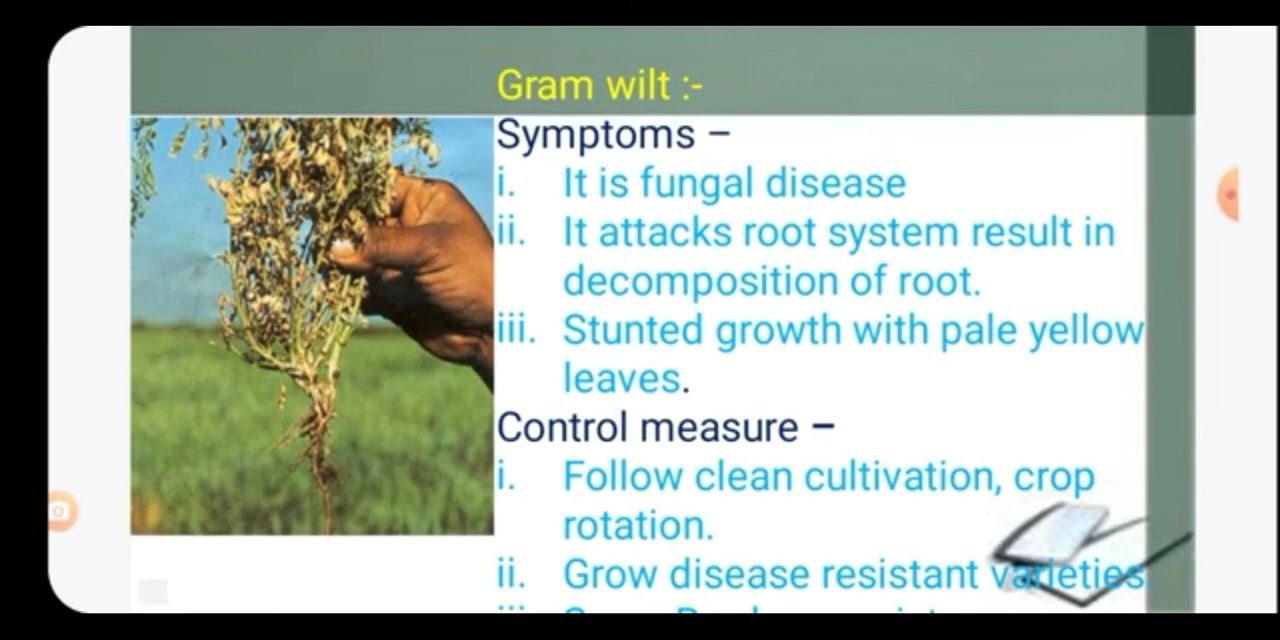 Gram wilt :-
Symptoms –
i. It is fungal disease
ii. It attacks root system result in
decomposition of root.
iii. Stunted growth with pale yellow
leaves.
Control measure –
i. Follow clean cultivation, crop
rotation.
ii. Grow disease resistant varieties.
iii.